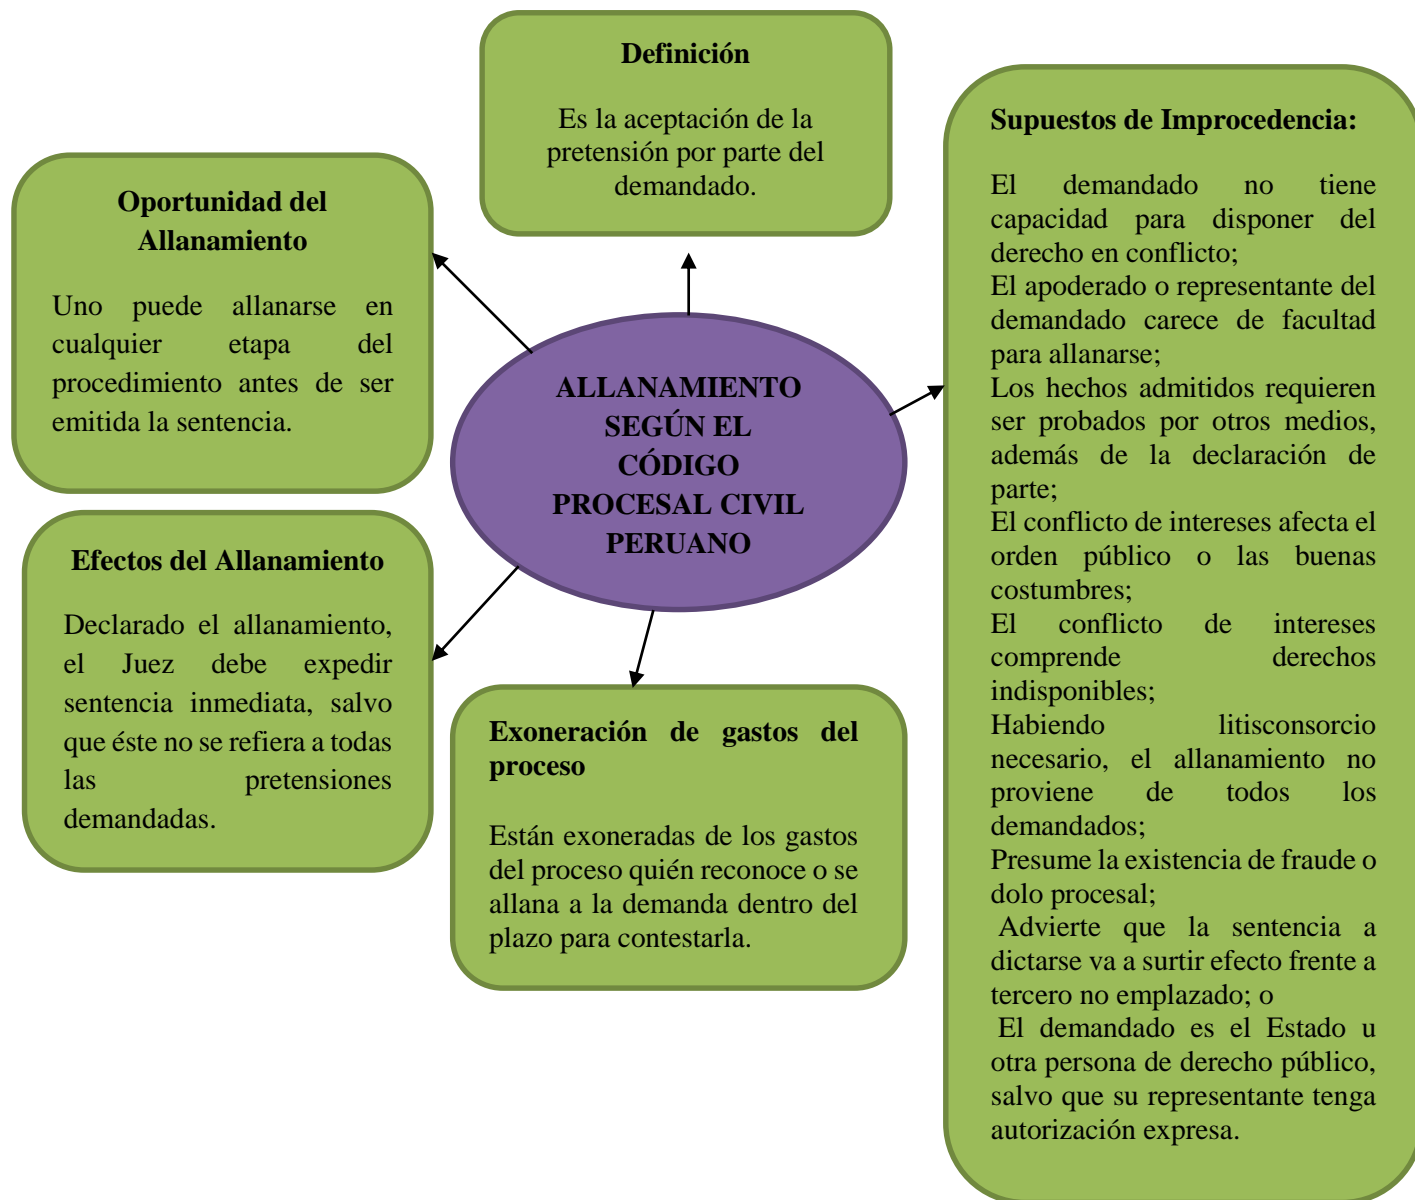 Definición
Es la aceptación de la
pretensión por parte del
demandado.
Oportunidad del
Allanamiento
Uno puede allanarse en
cualquier etapa del
procedimiento antes de ser
emitida la sentencia.
Supuestos de Improcedencia:
El demandado no tiene
capacidad para disponer del
derecho en conflicto;
El apoderado o representante del
demandado carece de facultad
para allanarse;
Los hechos admitidos requieren
ser probados por otros medios,
además de la declaración de
parte;
El conflicto de intereses afecta el
orden público o las buenas
costumbres;
El conflicto de intereses
comprende derechos
indisponibles;
Habiendo litisconsorcio
necesario, el allanamiento no
proviene de todos los
demandados;
Presume la existencia de fraude o
dolo procesal;
Advierte que la sentencia a
dictarse va a surtir efecto frente a
tercero no emplazado; o
El demandado es el Estado u
otra persona de derecho público,
salvo que su representante tenga
autorización expresa.
ALLANAMIENTO
SEGÚN EL
CÓDIGO
PROCESAL CIVIL
PERUANO
Efectos del Allanamiento
Declarado el allanamiento,
el Juez debe expedir
sentencia inmediata, salvo
que éste no se refiera a todas
las pretensiones
demandadas.
Exoneración de gastos del
proceso
Están exoneradas de los gastos
del proceso quién reconoce o se
allana a la demanda dentro del
plazo para contestarla.